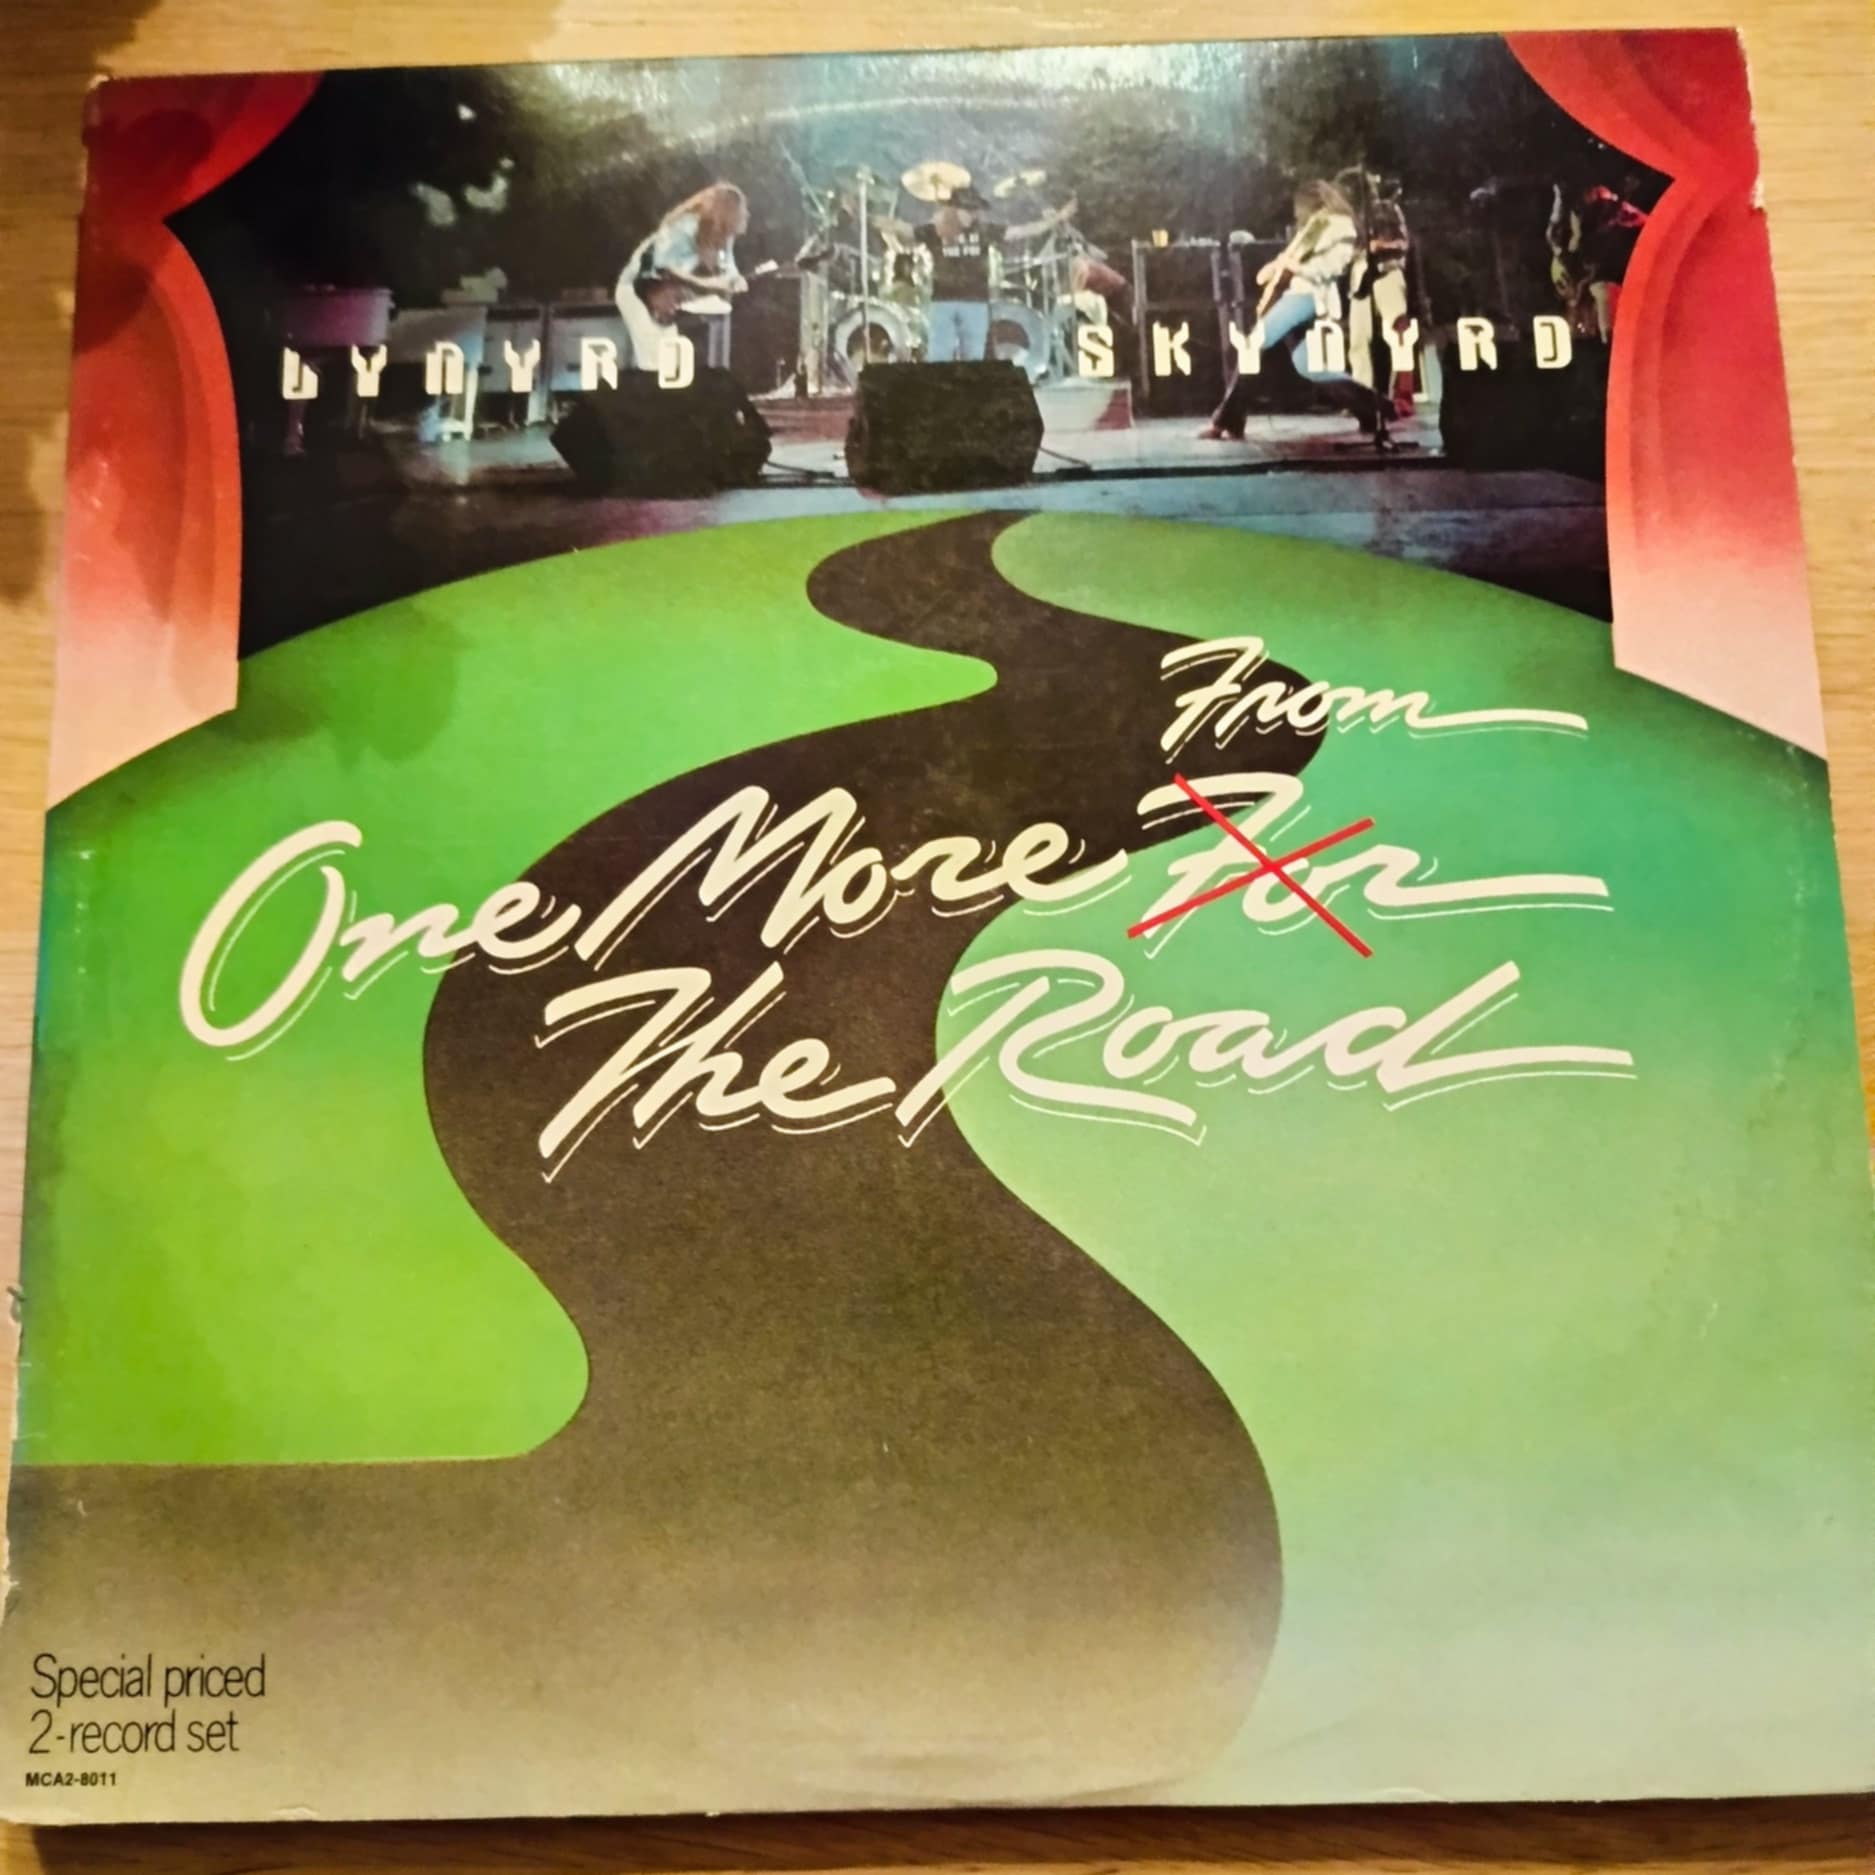 LYNYRD SKYNYRD
From
One More For
The Road
Special priced
2-record set
MCA2-8011